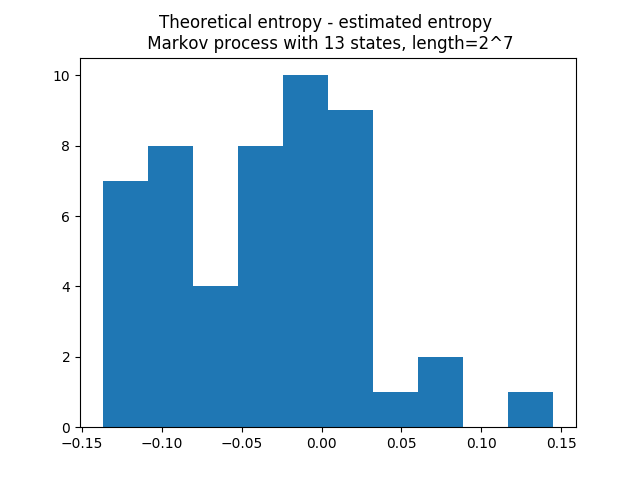 Theoretical entropy - estimated entropy
Markov process with 13 states, length=2^7
10
8
6
4
2
0
−0.15 −0.10 −0.05 0.00 0.05 0.10 0.15